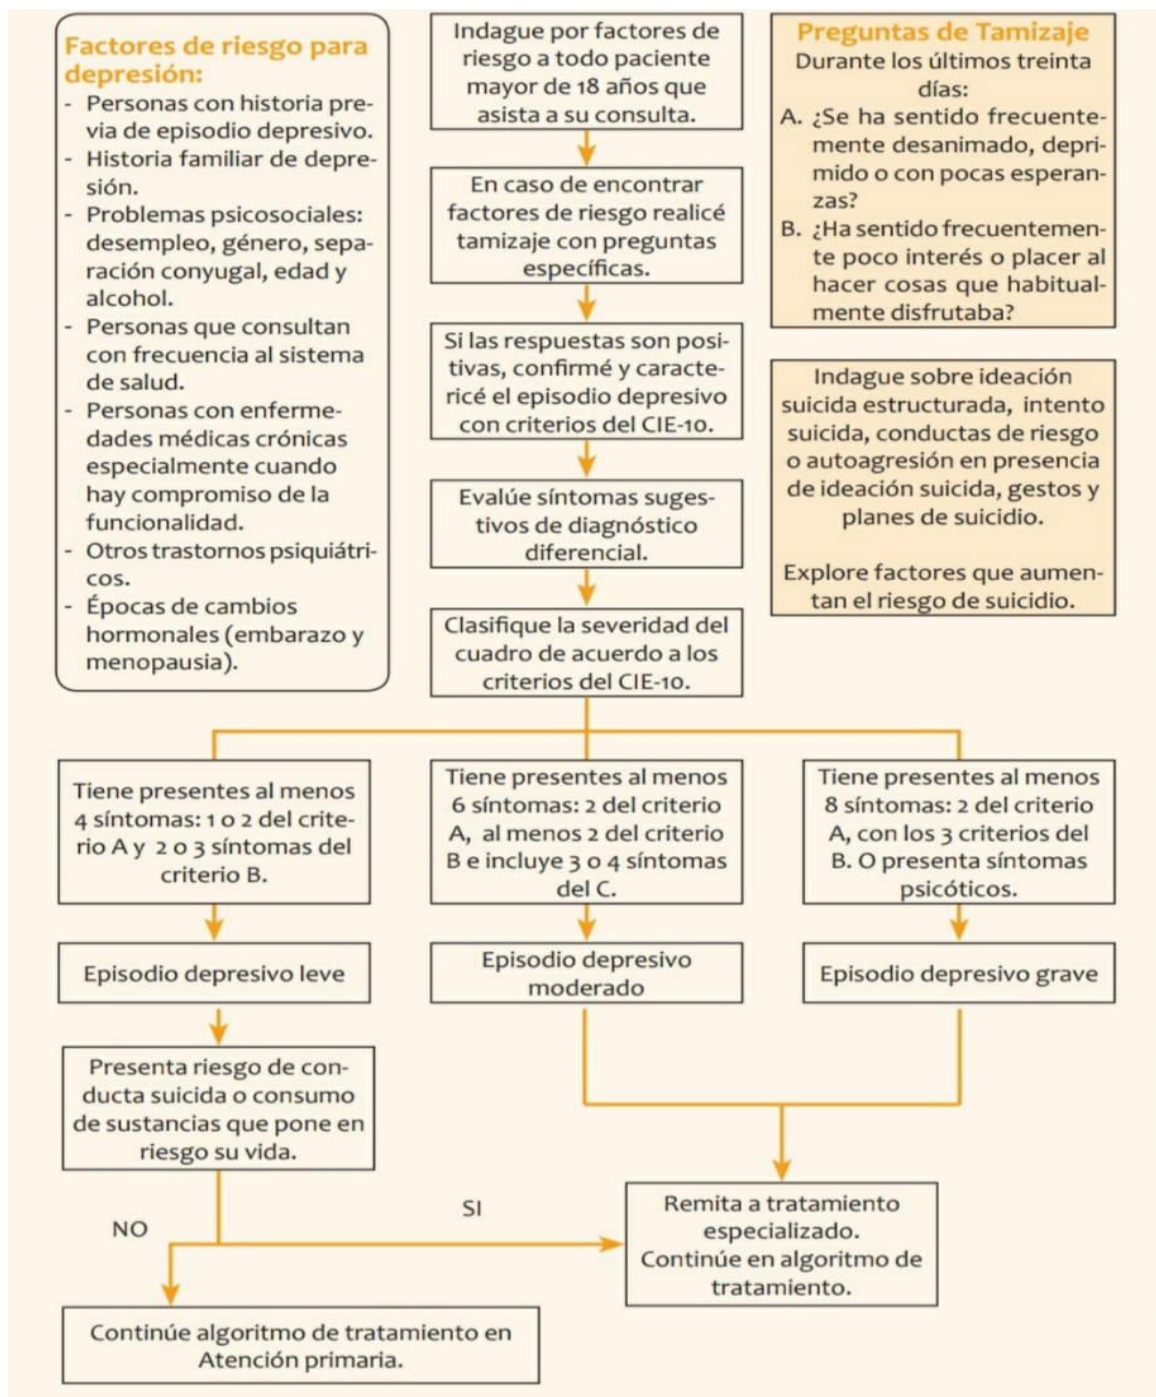 Factores de riesgo para
depresión:
- Personas con historia pre-
via de episodio depresivo.
- Historia familiar de depre-
sión.
- Problemas psicosociales:
desempleo, género, sepa-
ración conyugal, edad y
alcohol.
- Personas que consultan
con frecuencia al sistema
de salud.
- Personas con enferme-
dades médicas crónicas
especialmente cuando
hay compromiso de la
funcionalidad.
- Otros trastornos psiquiátri-
cos.
- Épocas de cambios
hormonales (embarazo y
menopausia).
Indague por factores de
riesgo a todo paciente
mayor de 18 años que
asista a su consulta.
En caso de encontrar
factores de riesgo realicé
tamizaje con preguntas
específicas.
Si las respuestas son posi-
tivas, confirmé y caracte-
ricé el episodio depresivo
con criterios del CIE-10.
Evalúe síntomas suges-
tivos de diagnóstico
diferencial.
Clasifique la severidad del
cuadro de acuerdo a los
criterios del CIE-10.
Preguntas de Tamizaje
Durante los últimos treinta
días:
A. ¿Se ha sentido frecuente-
mente desanimado, depri-
mido o con pocas esperan-
zas?
B. ¿Ha sentido frecuentemen-
te poco interés o placer al
hacer cosas que habitual-
mente disfrutaba?
Indague sobre ideación
suicida estructurada, intento
suicida, conductas de riesgo
o autoagresión en presencia
de ideación suicida, gestos y
planes de suicidio.
Explore factores que aumen-
tan el riesgo de suicidio.
Tiene presentes al menos
4 síntomas: 1 o 2 del crite-
rio A y 2 o 3 síntomas del
criterio B.
Tiene presentes al menos
6 síntomas: 2 del criterio
A, al menos 2 del criterio
B e incluye 3 o 4 síntomas
del C.
Tiene presentes al menos
8 síntomas: 2 del criterio
A, con los 3 criterios del
B. O presenta síntomas
psicóticos.
Episodio depresivo leve
Episodio depresivo
moderado
Episodio depresivo grave
Presenta riesgo de con-
ducta suicida o consumo
de sustancias que pone en
riesgo su vida.
NO
SI
Remita a tratamiento
especializado.
Continúe en algoritmo de
tratamiento.
Continúe algoritmo de tratamiento en
Atención primaria.